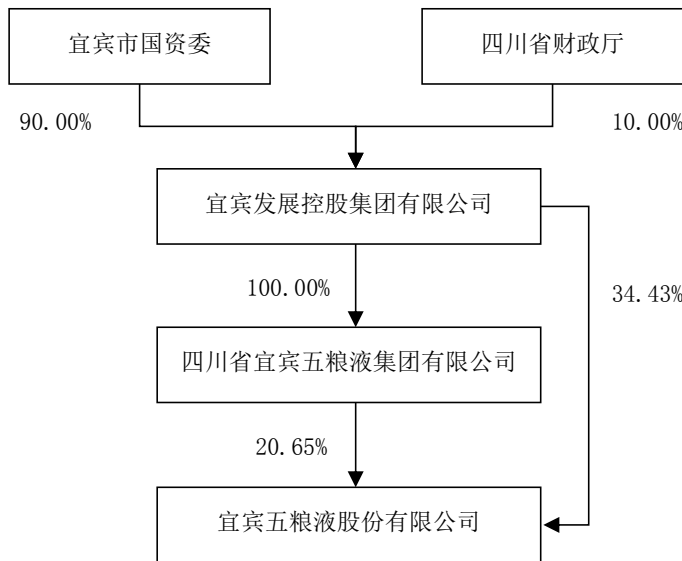 宜宾市国资委
四川省财政厅
90.00%
10.00%
宜宾发展控股集团有限公司
100.00%
34.43%
四川省宜宾五粮液集团有限公司
20.65%
宜宾五粮液股份有限公司